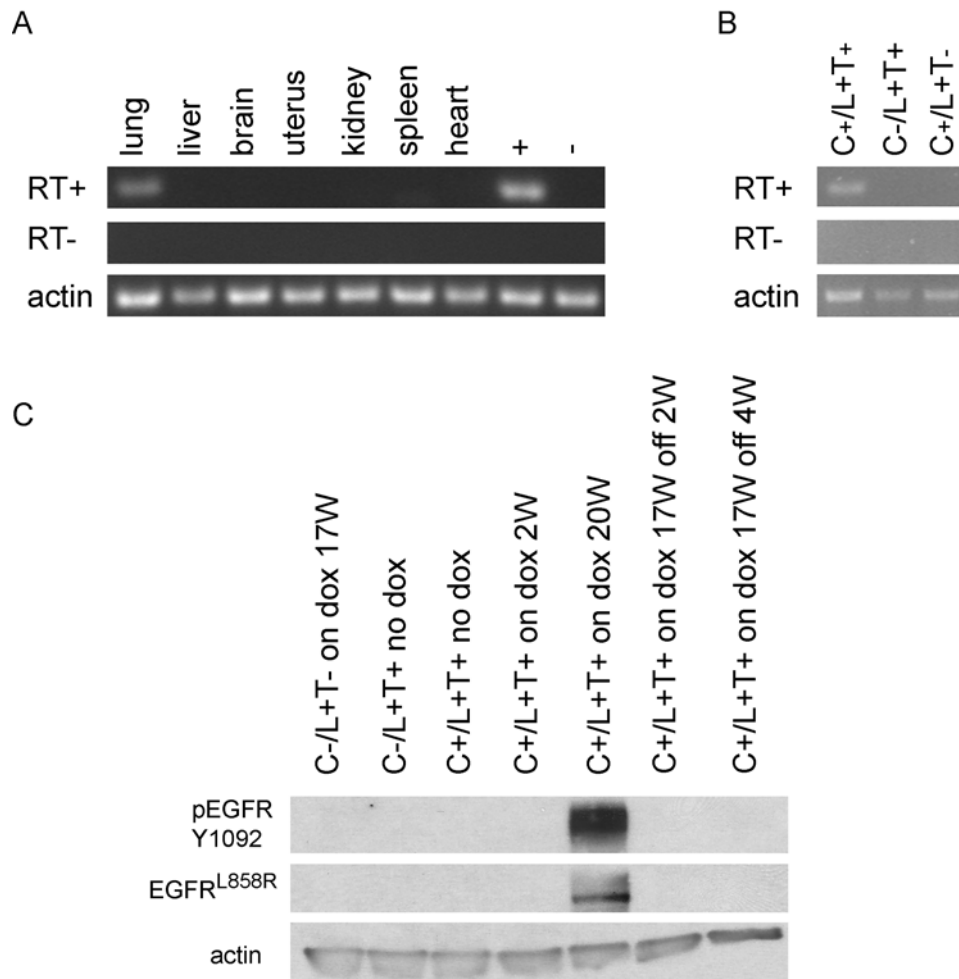 A
lung liver brain uterus kidney spleen heart + -
RT+
RT-
actin
B
C+/L+T+ C-/L+T+ C+/L+T-
RT+
RT-
actin
C
C-/L+T- on dox 17W
C-/L+T+ no dox
C+/L+T+ no dox
C+/L+T+ on dox 2W
C+/L+T+ on dox 20W
C+/L+T+ on dox 17W off 2W
C+/L+T+ on dox 17W off 4W
pEGFR
Y1092
EGFR^L858R
actin